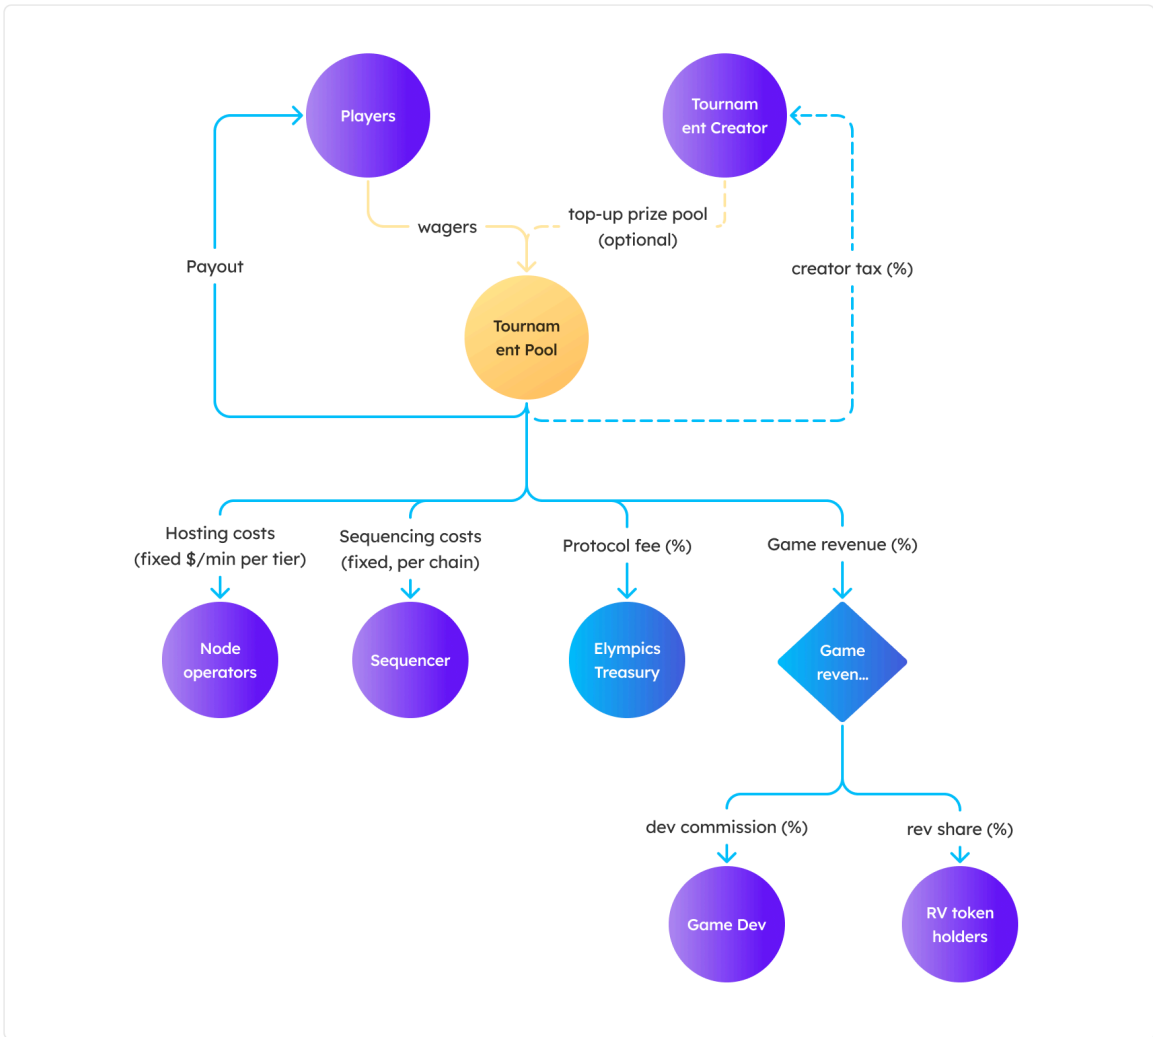 Players
Tournam
ent Creator
top-up prize pool
(optional)
wagers
Payout
creator tax (%)
Tournam
ent Pool
Hosting costs
(fixed $/min per tier)
Sequencing costs
(fixed, per chain)
Protocol fee (%)
Game revenue (%)
Node
operators
Sequencer
Elympics
Treasury
Game
reven...
dev commission (%)
rev share (%)
Game Dev
RV token
holders